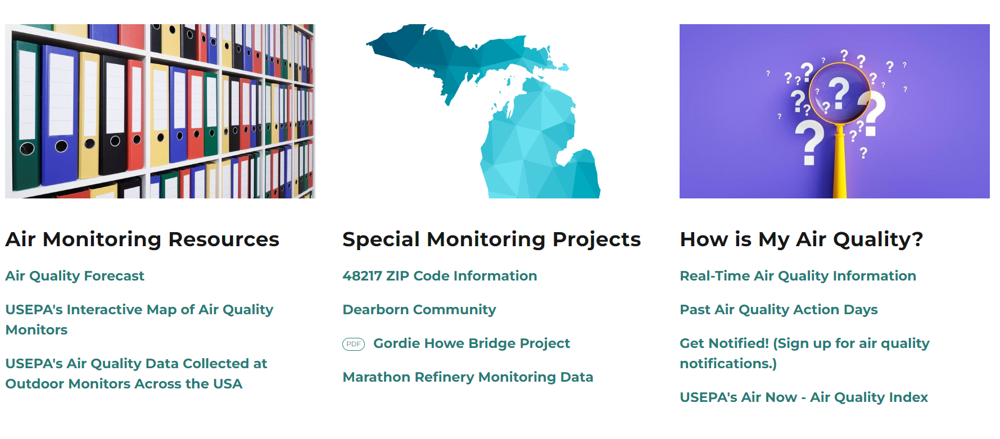 Air Monitoring Resources
Air Quality Forecast
USEPA's Interactive Map of Air Quality
Monitors
USEPA's Air Quality Data Collected at
Outdoor Monitors Across the USA
Special Monitoring Projects
48217 ZIP Code Information
Dearborn Community
PDF Gordie Howe Bridge Project
Marathon Refinery Monitoring Data
How is My Air Quality?
Real-Time Air Quality Information
Past Air Quality Action Days
Get Notified! (Sign up for air quality
notifications.)
USEPA's Air Now - Air Quality Index